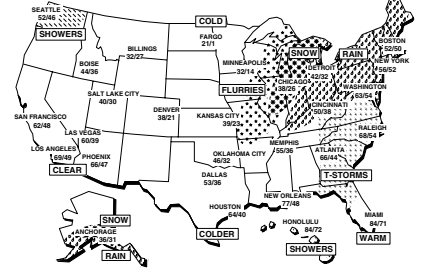 SEATTLE
52/46
SHOWERS
COLD
FARGO
21/1
BILLINGS
32/27
BOISE
44/36
MINNEAPOLIS
32/14
SNOW
BOSTON
52/50
RAIN
NEW YORK
56/52
DETROIT
42/32
CHICAGO
38/26
FLURRIES
WASHINGTON
63/54
SALT LAKE CITY
40/30
DENVER
38/21
KANSAS CITY
39/23
CINCINNATI
50/38
SAN FRANCISCO
62/48
LAS VEGAS
60/39
RALEIGH
68/54
LOS ANGELES
69/49
PHOENIX
66/47
CLEAR
OKLAHOMA CITY
46/32
MEMPHIS
55/36
ATLANTA
66/44
DALLAS
53/36
T-STORMS
NEW ORLEANS
77/48
HOUSTON
64/40
MIAMI
84/71
SNOW
ANCHORAGE
36/31
RAIN
COLDER
HONOLULU
84/72
SHOWERS
WARM